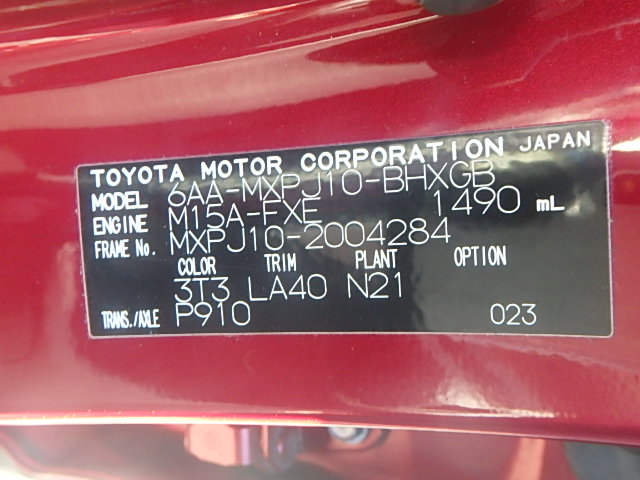 TOYOTA MOTOR CORPORATION JAPAN
MODEL 6AA-MXPJ10-BHXGB
ENGINE M15A-FXE 1490 mL
FRAME No. MXPJ10-2004284
COLOR TRIM PLANT OPTION
3T3 LA40 N21
TRANS./AXLE P910 023